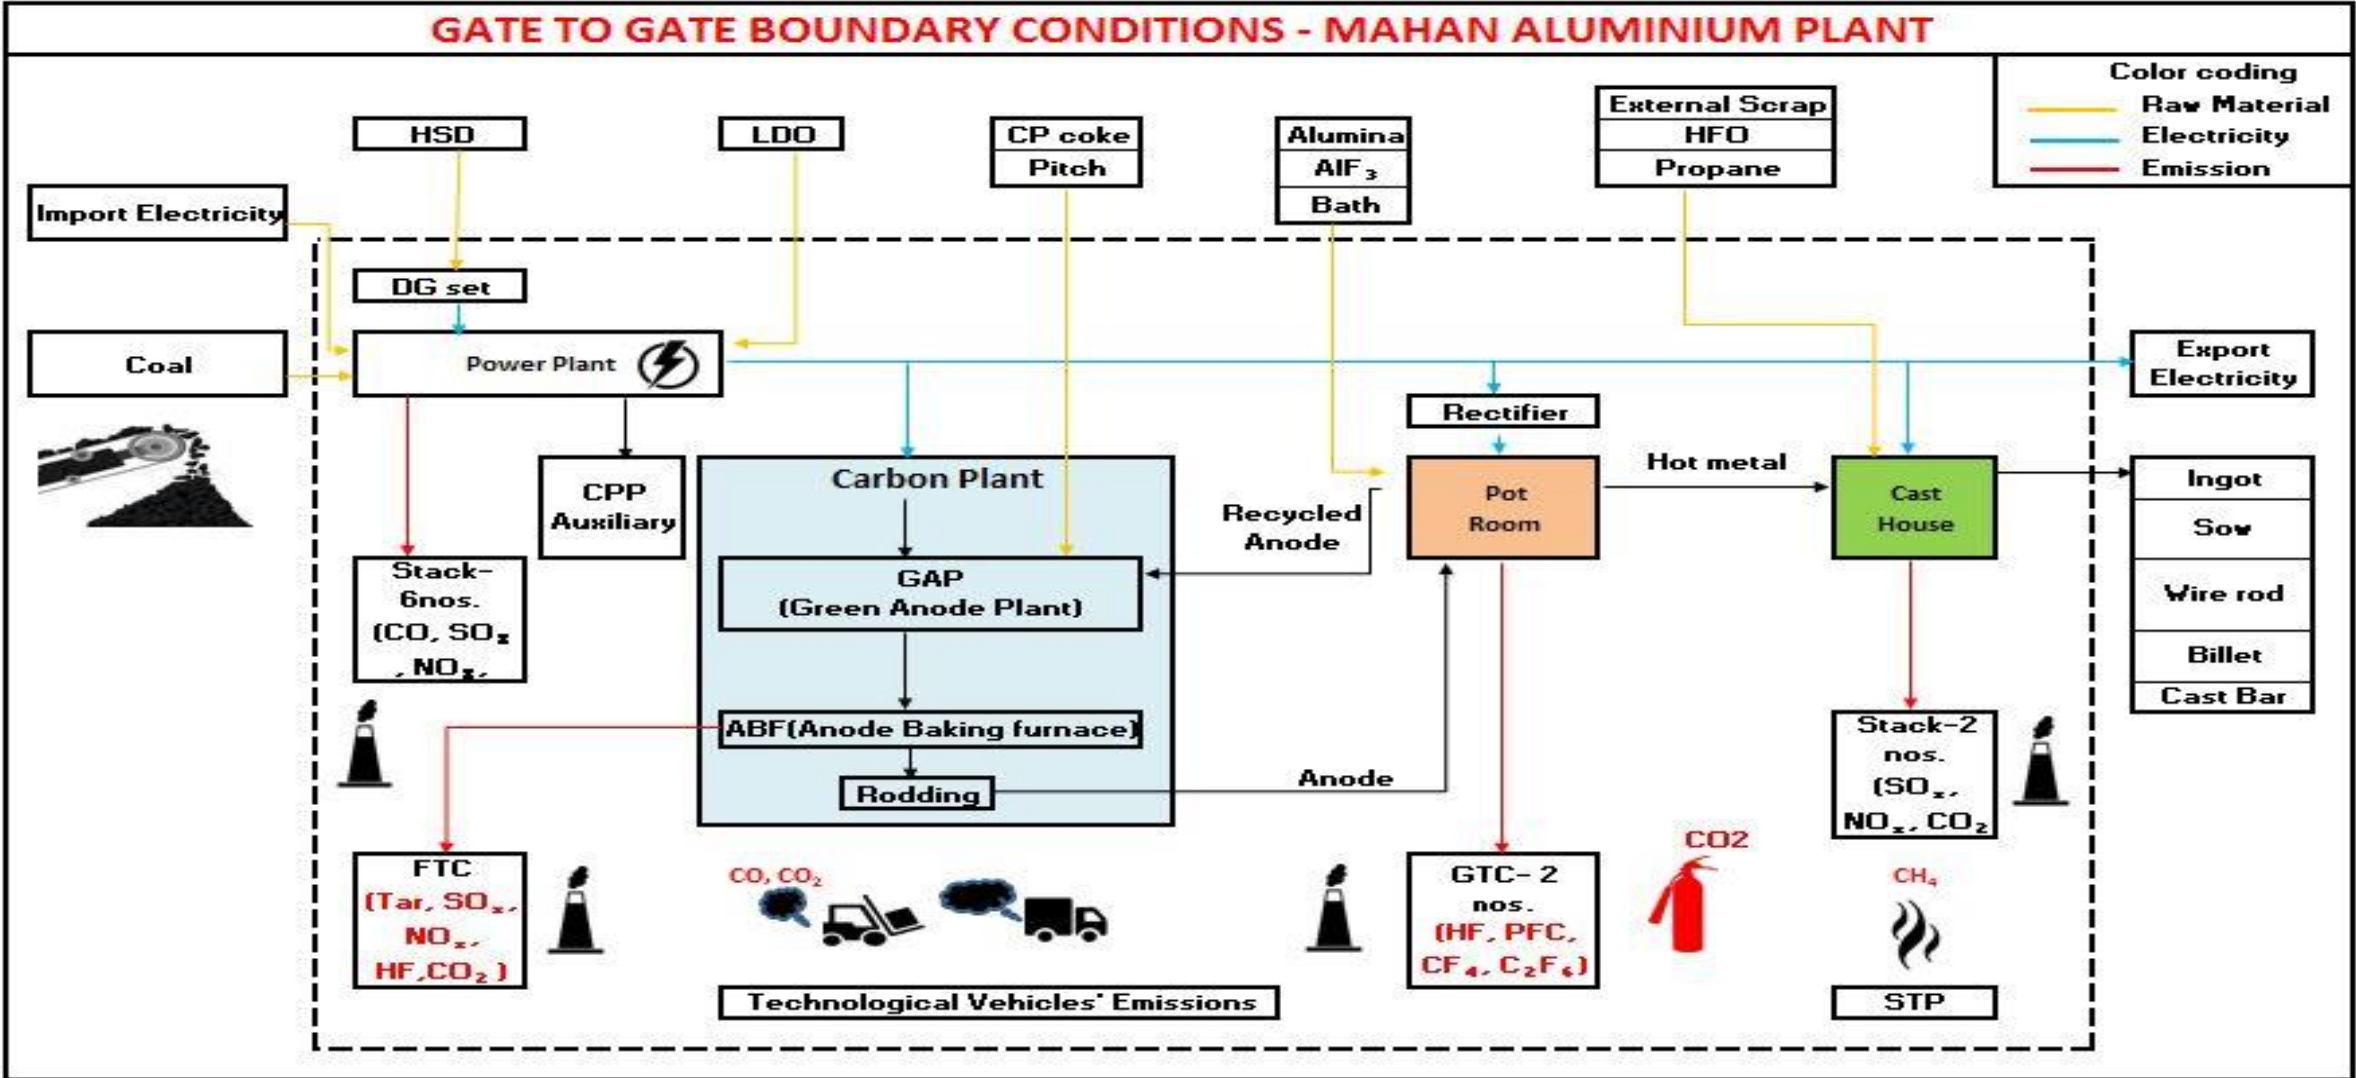 GATE TO GATE BOUNDARY CONDITIONS - MAHAN ALUMINIUM PLANT
Color coding
Raw Material
Electricity
Emission
HSD
LDO
CP coke
Pitch
Alumina
AlF₃
Bath
External Scrap
HFO
Propane
Import Electricity
DG set
Coal
Power Plant
Export
Electricity
Rectifier
CPP
Auxiliary
Carbon Plant
Recycled
Anode
Pot
Room
Hot metal
Cast
House
Ingot
Sow
Wire rod
Billet
Cast Bar
Stack-
6nos.
(CO, SOₓ
, NOₓ,
GAP
(Green Anode Plant)
ABF(Anode Baking furnace)
Rodding
Anode
Stack-2
nos.
(SOₓ,
NOₓ, CO₂
FTC
(Tar, SOₓ,
NOₓ,
HF,CO₂ )
CO, CO₂
Technological Vehicles' Emissions
GTC- 2
nos.
(HF, PFC,
CF₄, C₂F₆)
CO2
CH₄
STP